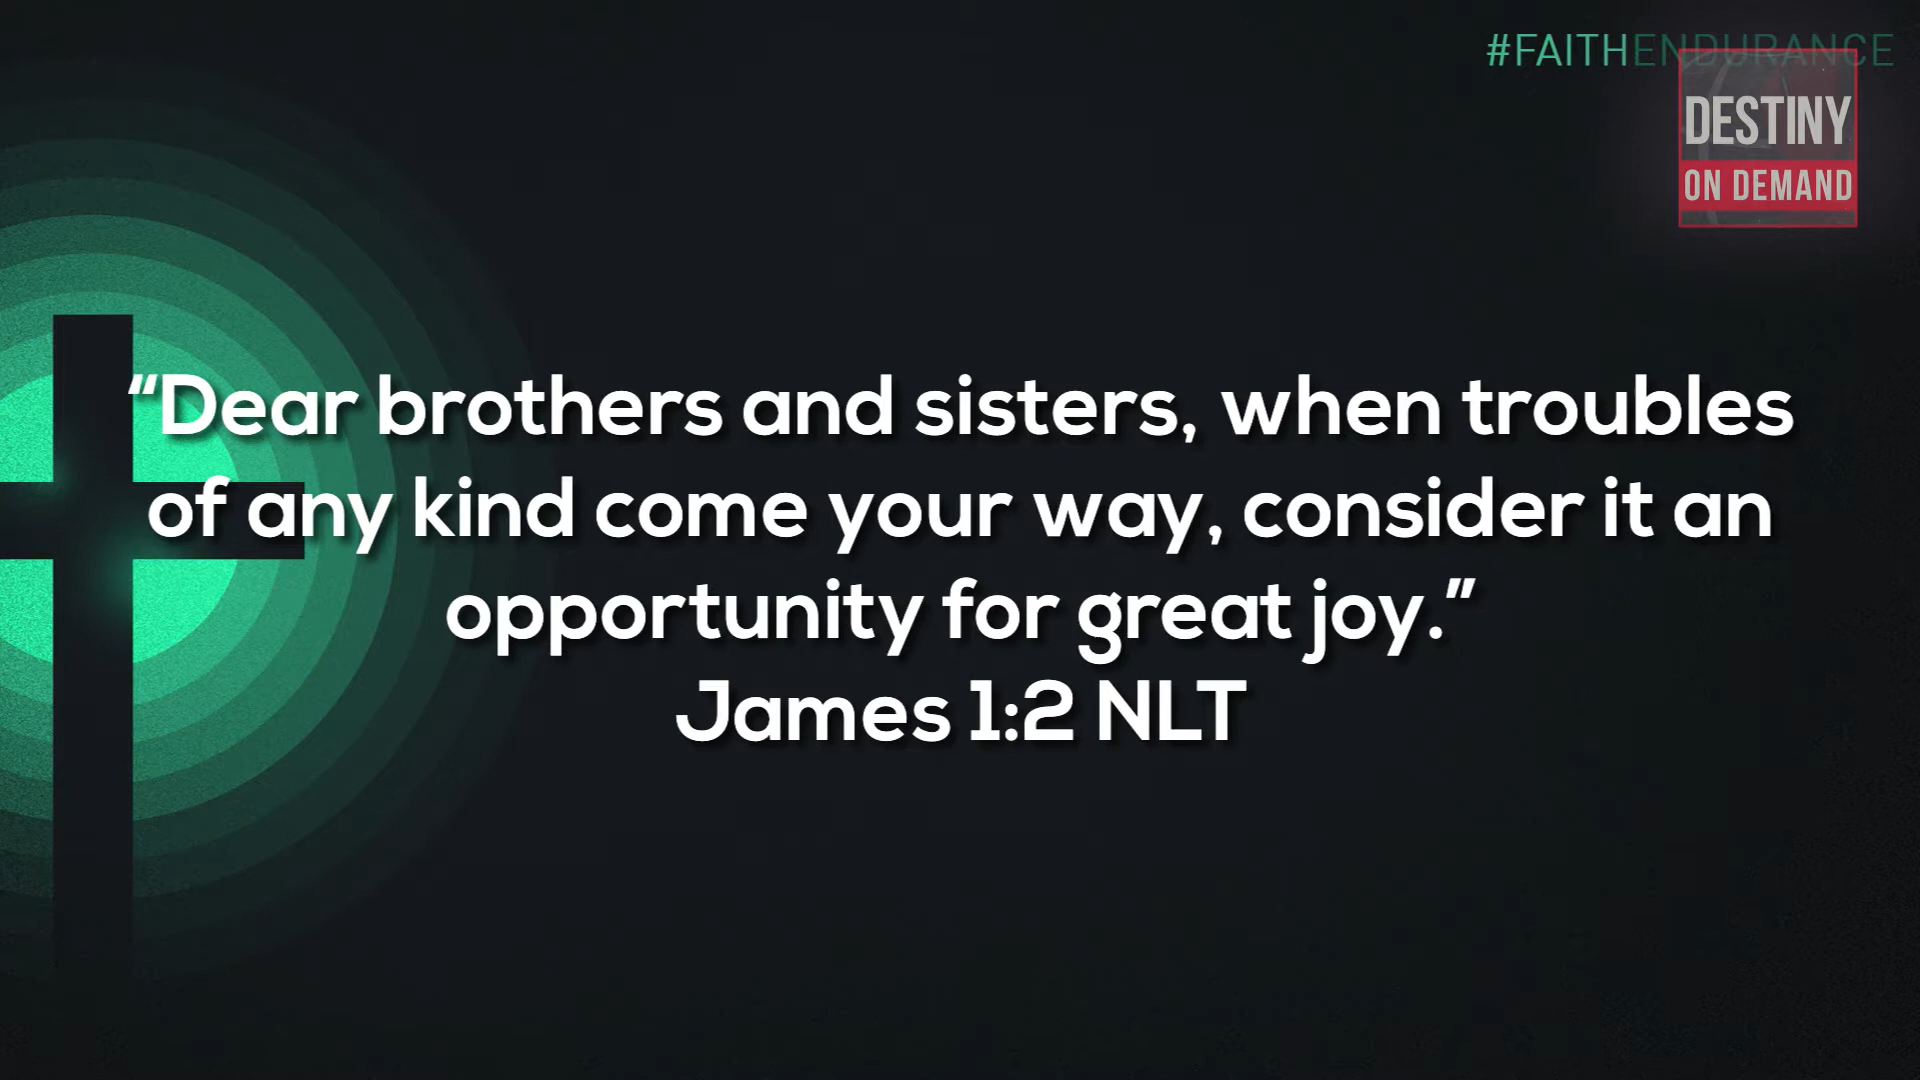 #FAITHENDURANCE
DESTINY
ON DEMAND
“Dear brothers and sisters, when troubles
of any kind come your way, consider it an
opportunity for great joy.”
James 1:2 NLT